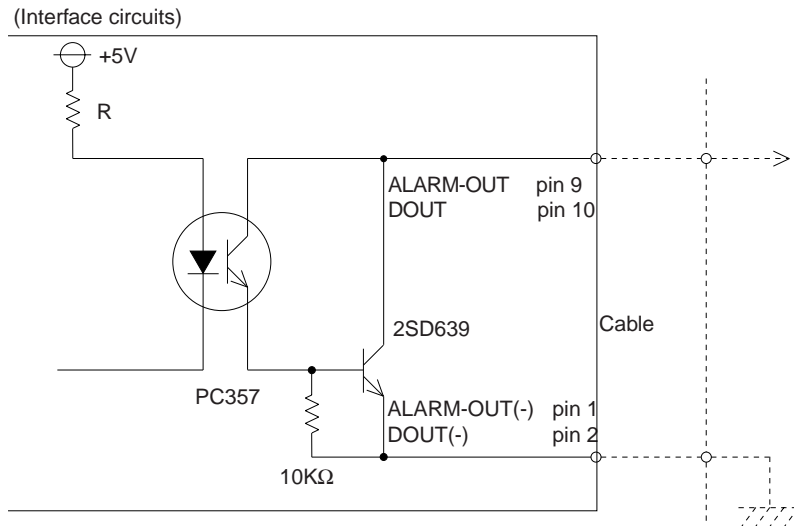 (Interface circuits)
+5V
R
ALARM-OUT pin 9
DOUT pin 10
2SD639
Cable
PC357
ALARM-OUT(-) pin 1
DOUT(-) pin 2
10KΩ